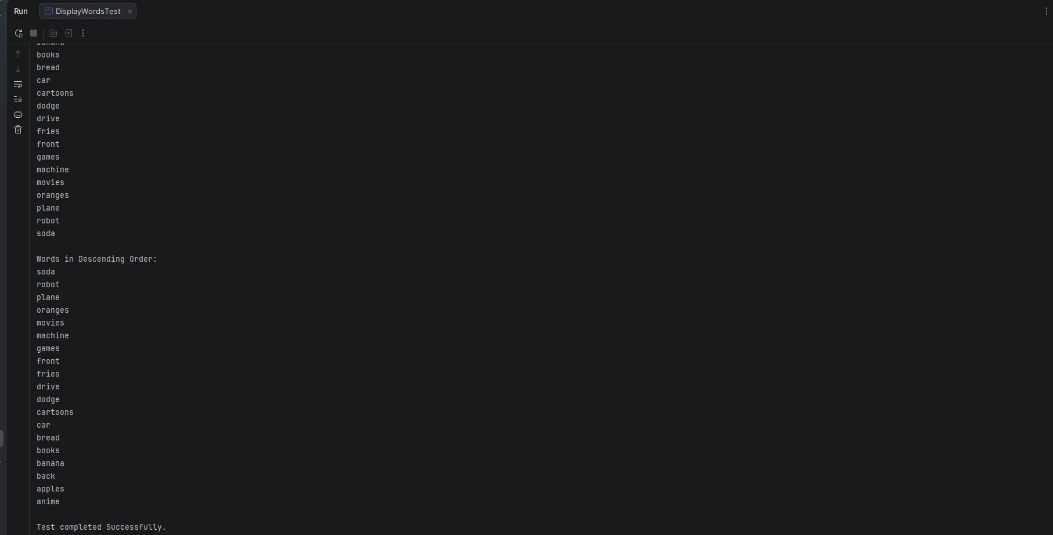 Run
DisplayWordsTest
banana
books
bread
car
cartoons
dodge
drive
fries
front
games
machine
movies
oranges
plane
robot
soda
Words in Descending Order:
soda
robot
plane
oranges
movies
machine
games
front
fries
drive
dodge
cartoons
car
bread
books
banana
back
apples
anime
Test completed Successfully.